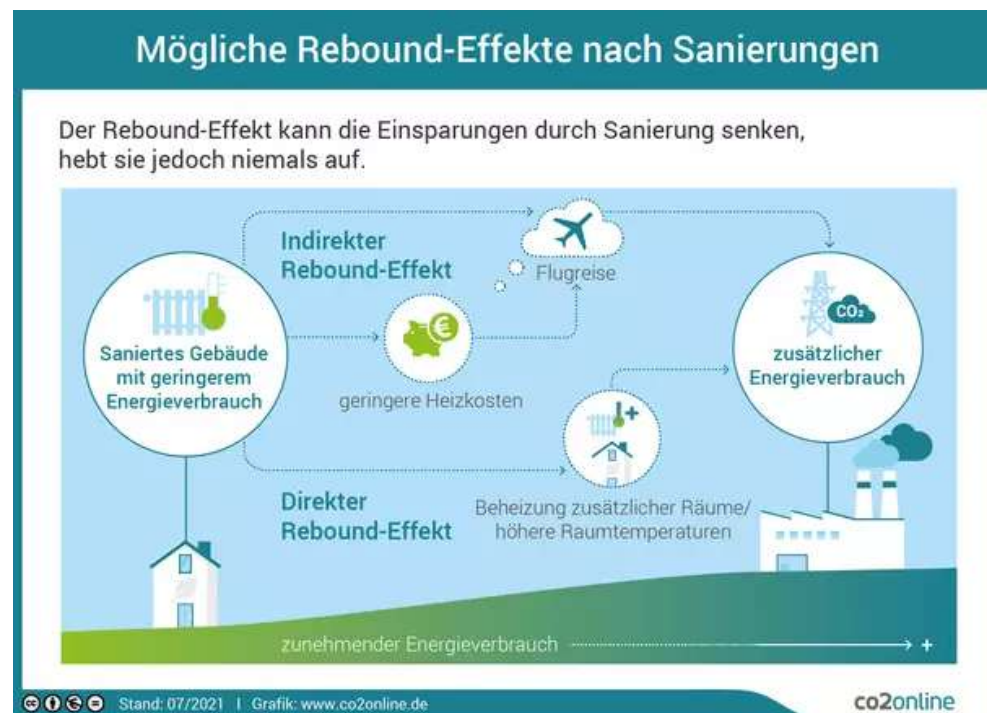 Mögliche Rebound-Effekte nach Sanierungen
Der Rebound-Effekt kann die Einsparungen durch Sanierung senken,
hebt sie jedoch niemals auf.
Indirekter
Rebound-Effekt
Flugreise
€
CO₂
Saniertes Gebäude
mit geringerem
Energieverbrauch
zusätzlicher
Energieverbrauch
geringere Heizkosten
+
Direkter
Rebound-Effekt
Beheizung zusätzlicher Räume/
höhere Raumtemperaturen
zunehmender Energieverbrauch
+
cc
Stand: 07/2021 | Grafik: www.co2online.de
co2online